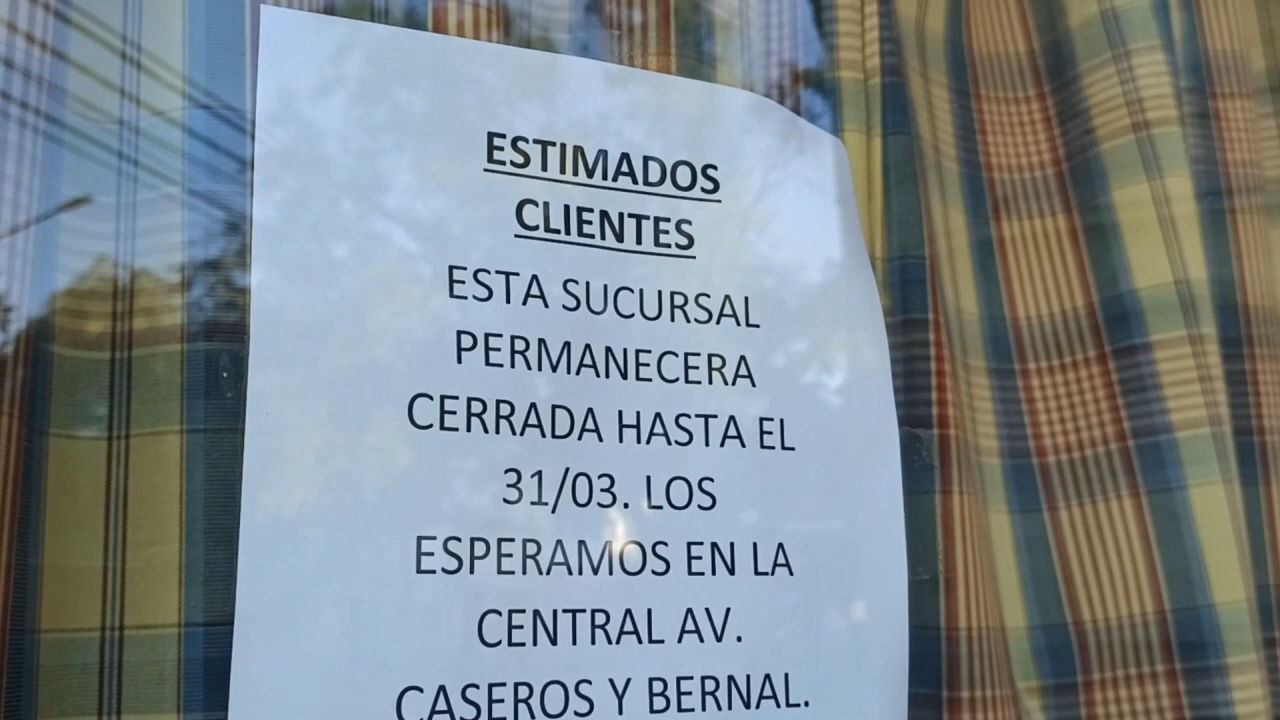 ESTIMADOS
CLIENTES
ESTA SUCURSAL
PERMANECERA
CERRADA HASTA EL
31/03. LOS
ESPERAMOS EN LA
CENTRAL AV.
CASEROS Y BERNAL.